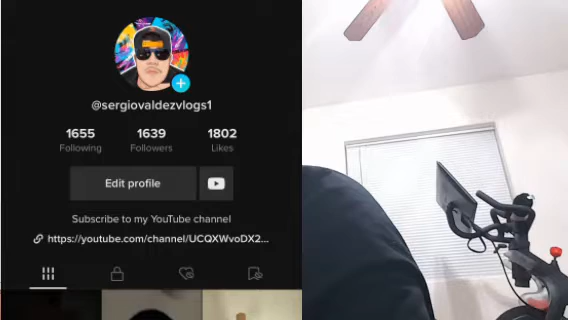 @sergiovaldezvlogs1
1655 1639 1802
Following Followers Likes
Edit profile
Subscribe to my YouTube channel
https://youtube.com/channel/UCQXWvoDX2...